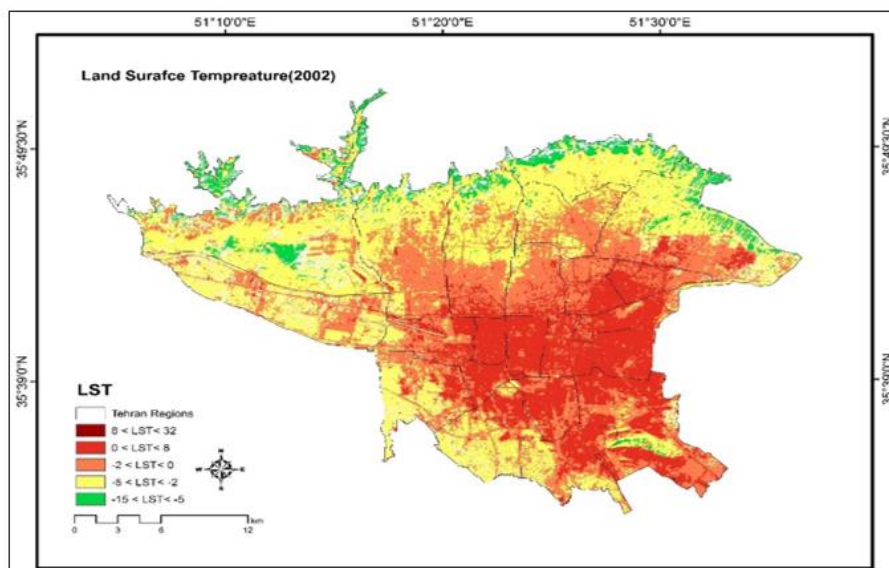 51°10'0"E 51°20'0"E 51°30'0"E
Land Surafce Tempreature(2002)
35°49'30"N 35°49'30"N
35°39'0"N 35°39'0"N
LST
Tehran Regions
8 < LST< 32
0 < LST< 8
-2 < LST< 0
-5 < LST< -2
-15 < LST< -5
N
W E
S
0 3 6 12
km